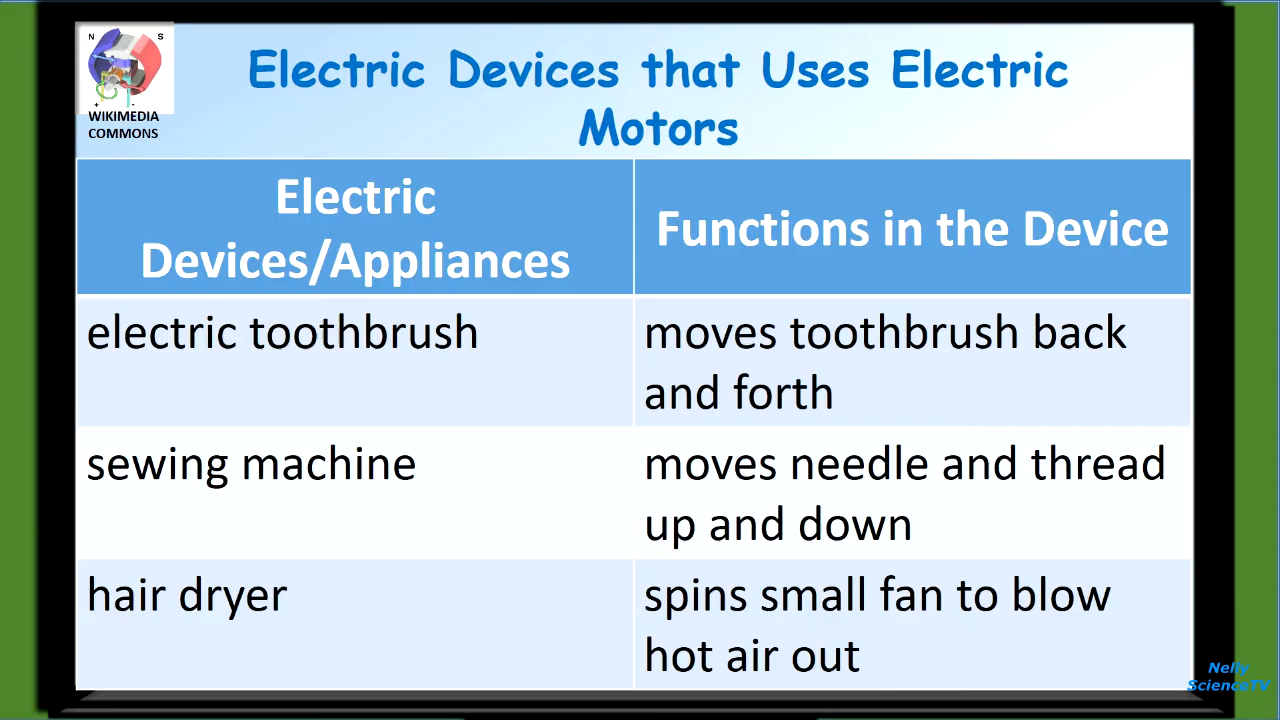 N S
+ -
WIKIMEDIA
COMMONS
Electric Devices that Uses Electric
Motors
Electric
Devices/Appliances
Functions in the Device
electric toothbrush
moves toothbrush back
and forth
sewing machine
moves needle and thread
up and down
hair dryer
spins small fan to blow
hot air out
Nelly
ScienceTV